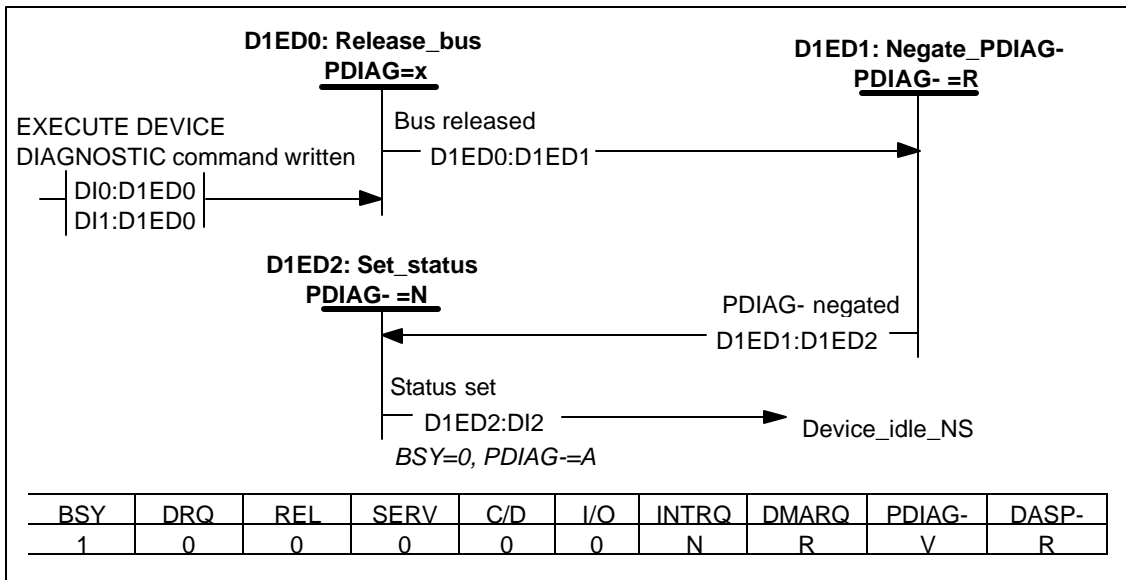 D1ED0: Release_bus
PDIAG=x
D1ED1: Negate_PDIAG-
PDIAG- =R
EXECUTE DEVICE
DIAGNOSTIC command written
DI0:D1ED0
DI1:D1ED0
Bus released
D1ED0:D1ED1
D1ED2: Set_status
PDIAG- =N
PDIAG- negated
D1ED1:D1ED2
Status set
D1ED2:DI2
Device_idle_NS
BSY=0, PDIAG-=A
BSY DRQ REL SERV C/D I/O INTRQ DMARQ PDIAG- DASP-
1 0 0 0 0 0 N R V R